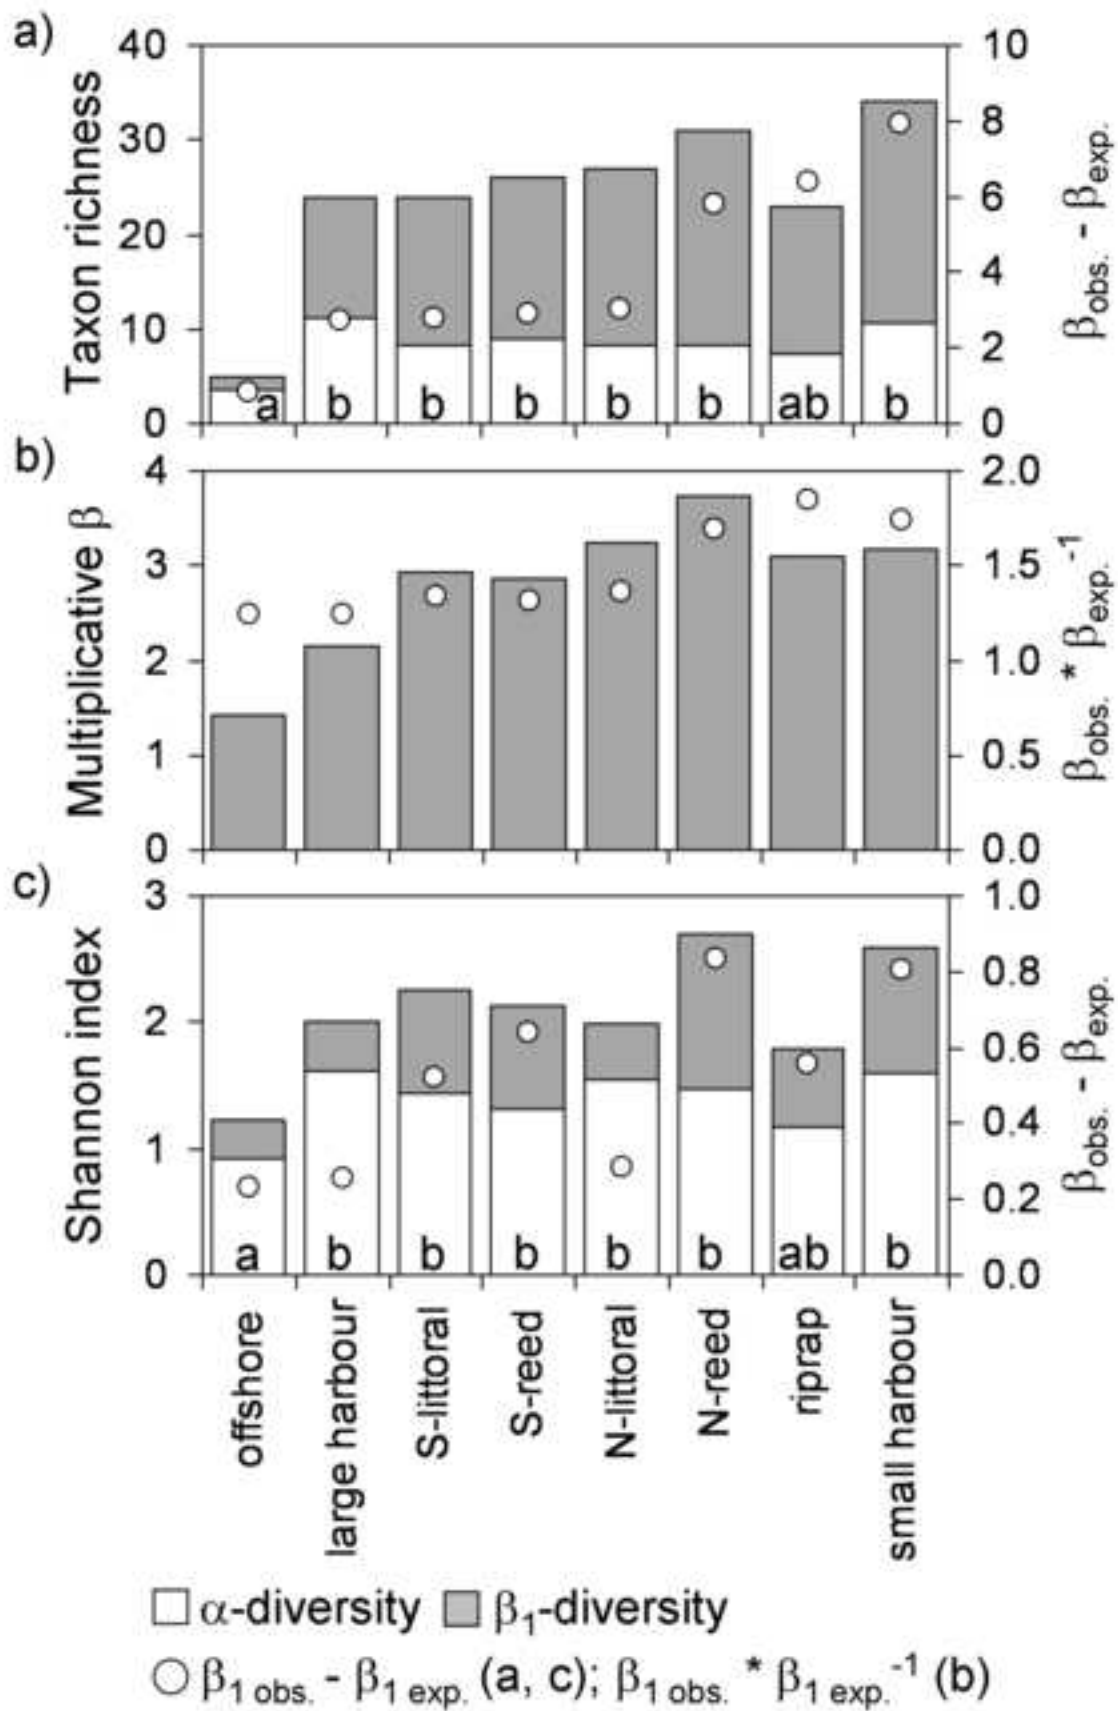 a)
Taxon richness
40
30
20
10
0
10
8
6
4
2
0
βobs. - βexp.
a b b b b b ab b
b)
Multiplicative β
4
3
2
1
0
2.0
1.5
1.0
0.5
0.0
βobs. * βexp.⁻¹
c)
Shannon index
3
2
1
0
1.0
0.8
0.6
0.4
0.2
0.0
βobs. - βexp.
a b b b b b ab b
offshore
large harbour
S-littoral
S-reed
N-littoral
N-reed
riprap
small harbour
α-diversity β1-diversity
β1 obs. - β1 exp. (a, c); β1 obs. * β1 exp.⁻¹ (b)